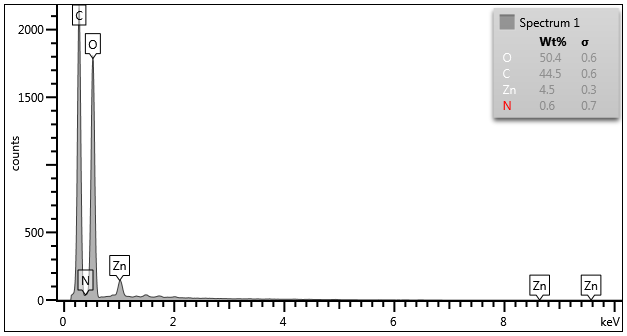 C
O
N
Zn
Zn
Zn
2000
1500
500
0
counts
0
2
4
6
8
keV
Spectrum 1
Wt% σ
O 50.4 0.6
C 44.5 0.6
Zn 4.5 0.3
N 0.6 0.7